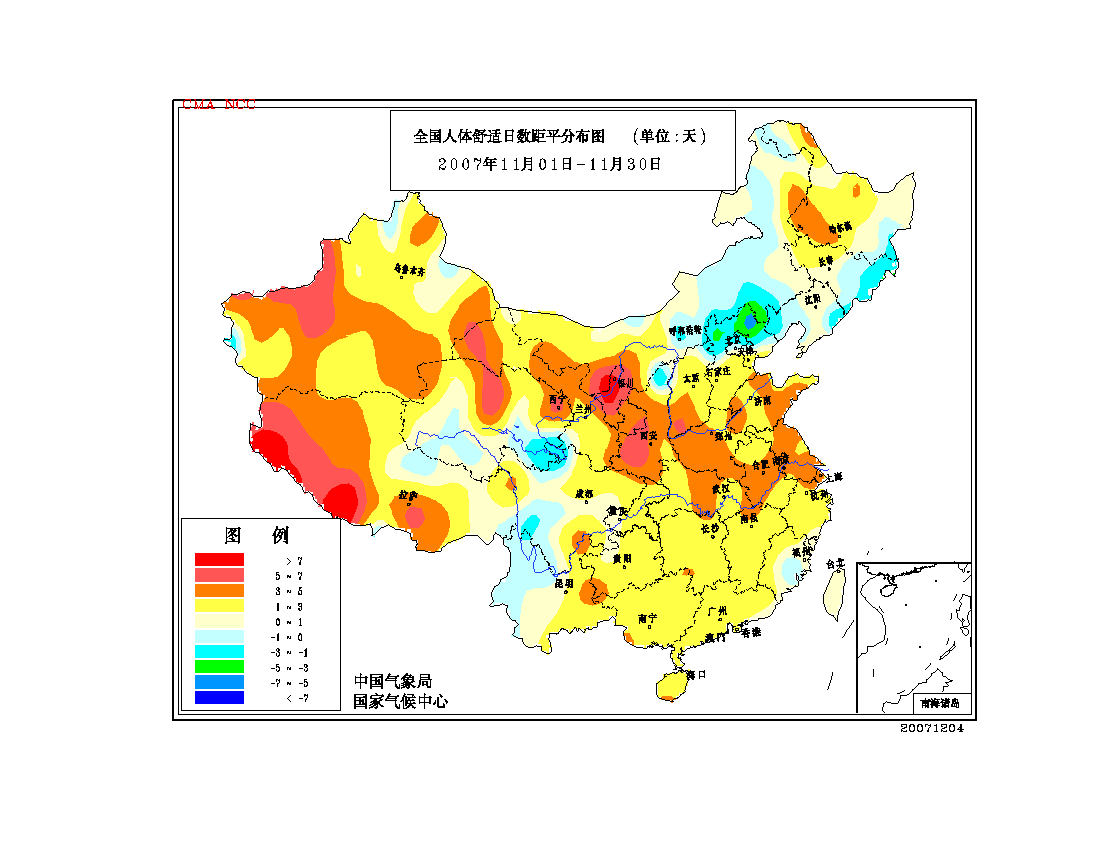 CMA NCC
全国人体舒适日数距平分布图 (单位:天)
2007年11月01日-11月30日
哈尔滨
长春
乌鲁木齐
沈阳
呼和浩特
北京
天津
银川
太原 石家庄
西宁
济南
兰州
西安
郑州
合肥 南京
上海
拉萨
成都
武汉
杭州
重庆
长沙
南昌
贵阳
福州
台北
昆明
南宁
广州
澳门 香港
海口
图 例
> 7
5 ~ 7
3 ~ 5
1 ~ 3
0 ~ 1
-1 ~ 0
-3 ~ -1
-5 ~ -3
-7 ~ -5
< -7
中国气象局
国家气候中心
南海诸岛
20071204